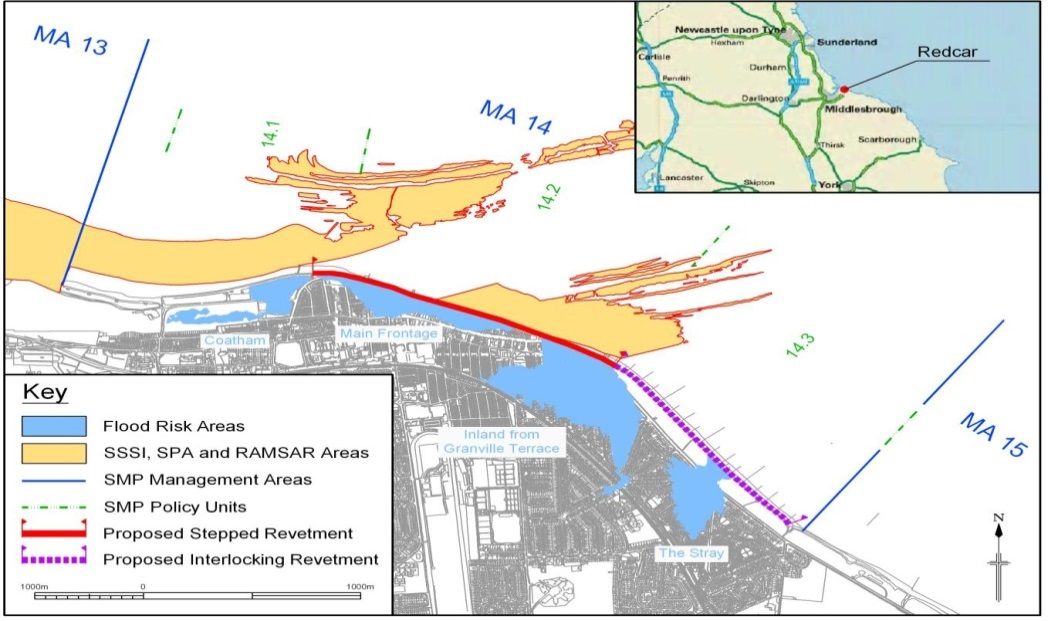 MA 13
14.1
MA 14
14.2
14.3
MA 15
Newcastle upon Tyne
Hexham
Sunderland
Carlisle
Durham
Redcar
Penrith
Darlington
Middlesbrough
Thirsk
Scarborough
Lancaster
Skipton
York
Coatham
Main Frontage
Inland from
Granville Terrace
The Stray
Key
Flood Risk Areas
SSSI, SPA and RAMSAR Areas
SMP Management Areas
SMP Policy Units
Proposed Stepped Revetment
Proposed Interlocking Revetment
1000m
0
1000m
N